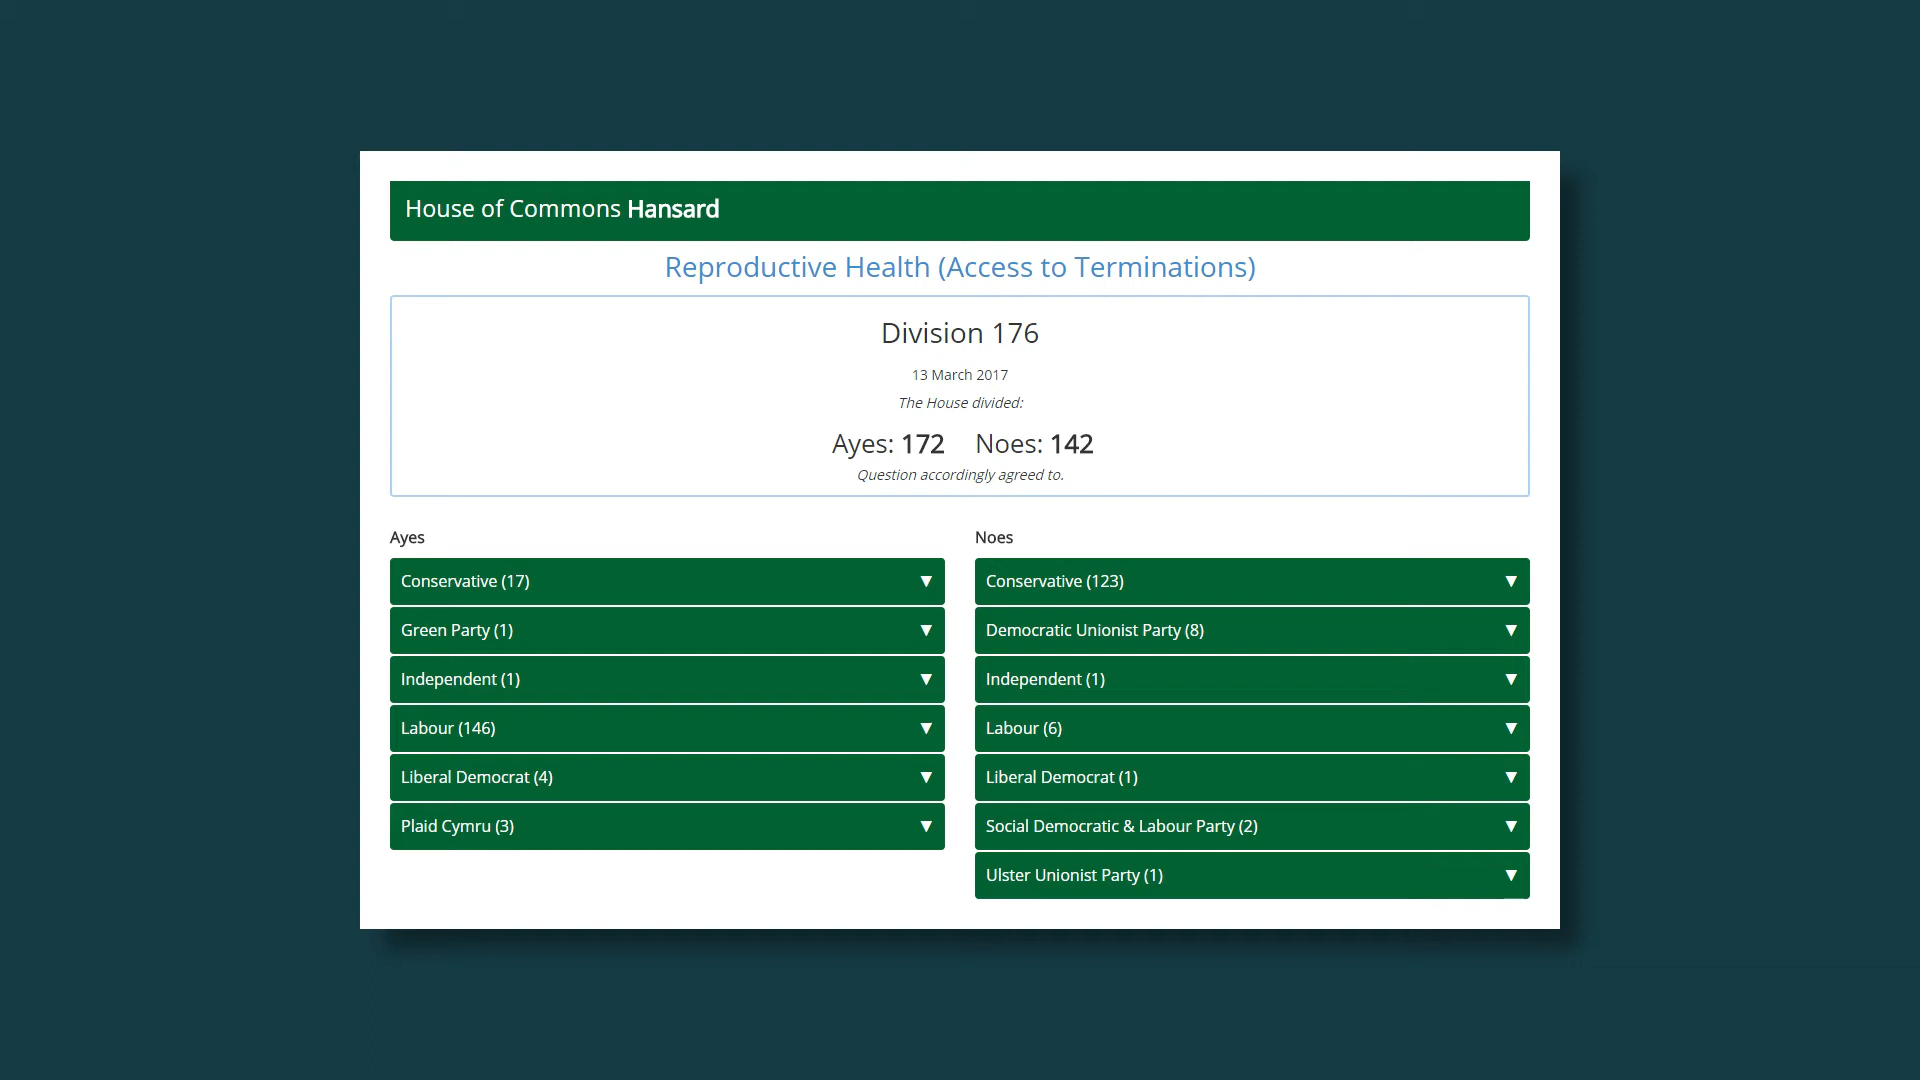 House of Commons Hansard
Reproductive Health (Access to Terminations)
Division 176
13 March 2017
The House divided:
Ayes: 172 Noes: 142
Question accordingly agreed to.
Ayes
Conservative (17)
Green Party (1)
Independent (1)
Labour (146)
Liberal Democrat (4)
Plaid Cymru (3)
Noes
Conservative (123)
Democratic Unionist Party (8)
Independent (1)
Labour (6)
Liberal Democrat (1)
Social Democratic & Labour Party (2)
Ulster Unionist Party (1)